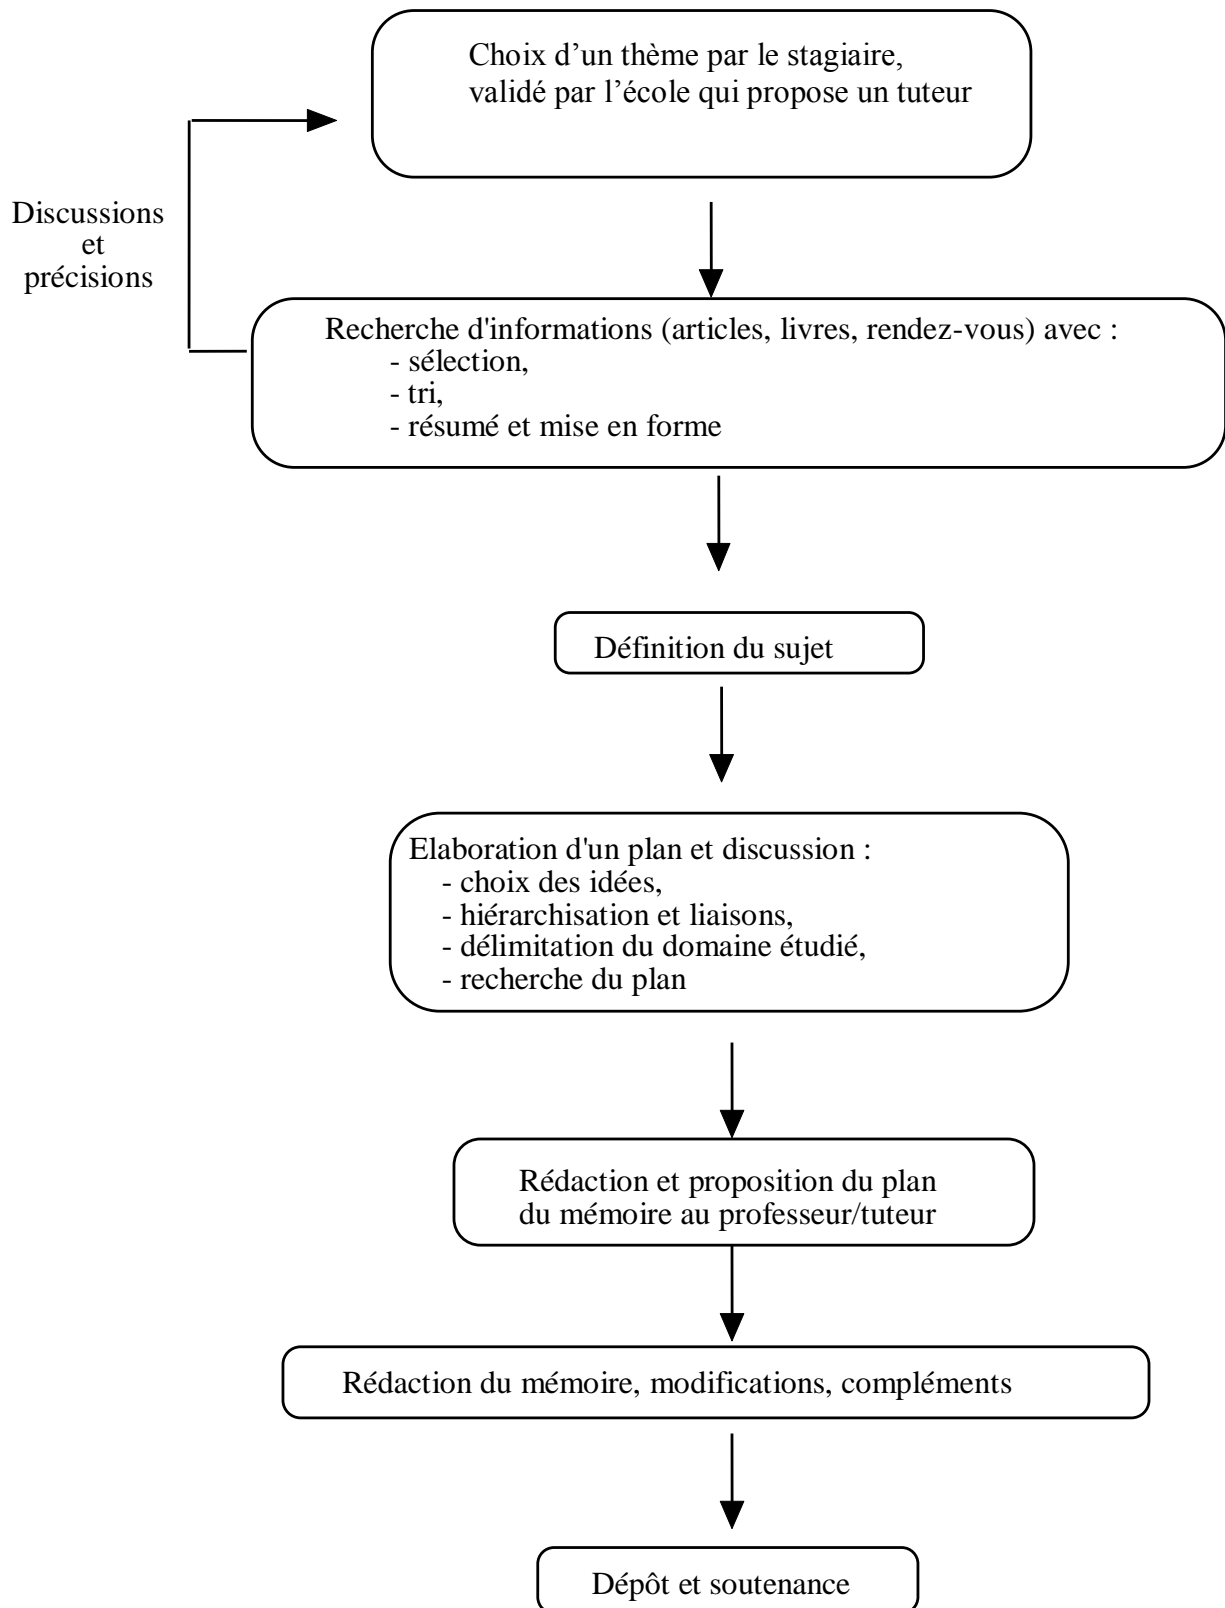 Choix d’un thème par le stagiaire,
validé par l’école qui propose un tuteur
Discussions
et
précisions
Recherche d'informations (articles, livres, rendez-vous) avec :
- sélection,
- tri,
- résumé et mise en forme
Définition du sujet
Elaboration d'un plan et discussion :
- choix des idées,
- hiérarchisation et liaisons,
- délimitation du domaine étudié,
- recherche du plan
Rédaction et proposition du plan
du mémoire au professeur/tuteur
Rédaction du mémoire, modifications, compléments
Dépôt et soutenance